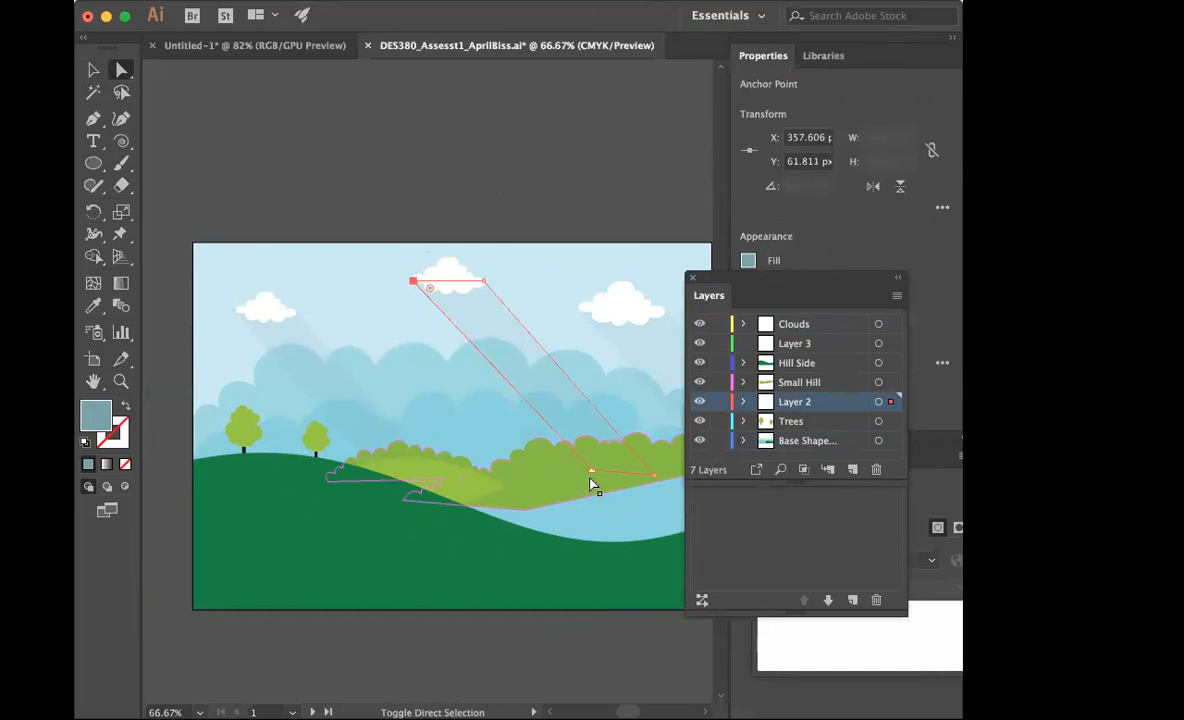 Ai Br St Essentials Search Adobe Stock
× Untitled-1* @ 82% (RGB/GPU Preview) × DES380_Assesst1_AprilBiss.ai* @ 66.67% (CMYK/Preview)
Properties Libraries
Anchor Point
Transform
X: 357.606 p W:
Y: 61.811 px H:
Appearance
Fill
Layers
Clouds
Layer 3
Hill Side
Small Hill
Layer 2
Trees
Base Shape...
7 Layers
66.67% 1 Toggle Direct Selection